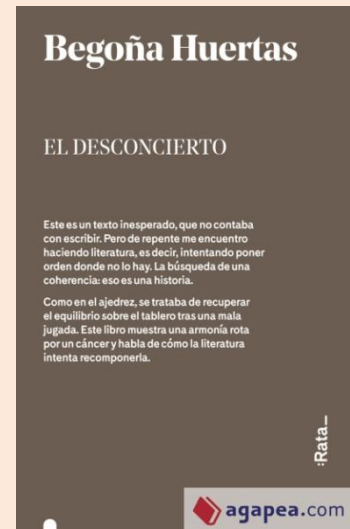 Begoña Huertas
EL DESCONCIERTO
Este es un texto inesperado, que no contaba
con escribir. Pero de repente me encuentro
haciendo literatura, es decir, intentando poner
orden donde no lo hay. La búsqueda de una
coherencia: eso es una historia.
Como en el ajedrez, se trataba de recuperar
el equilibrio sobre el tablero tras una mala
jugada. Este libro muestra una armonía rota
por un cáncer y habla de cómo la literatura
intenta recomponerla.
:Rata_
agapea.com